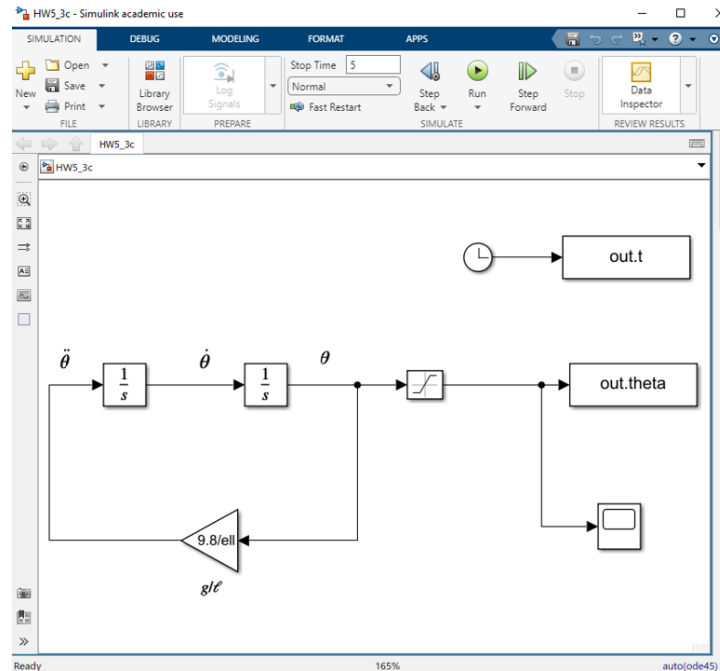 HW5_3c - Simulink academic use
SIMULATION DEBUG MODELING FORMAT APPS
New
Open
Save
Print
FILE
Library
Browser
LIBRARY
Log
Signals
PREPARE
Stop Time 5
Normal
Fast Restart
Step
Back
Run
Step
Forward
Stop
SIMULATE
Data
Inspector
REVIEW RESULTS
HW5_3c
HW5_3c
out.t
θ̈ 1/s θ̇ 1/s θ
out.theta
9.8/ell
g/ℓ
Ready 165% auto(ode45)